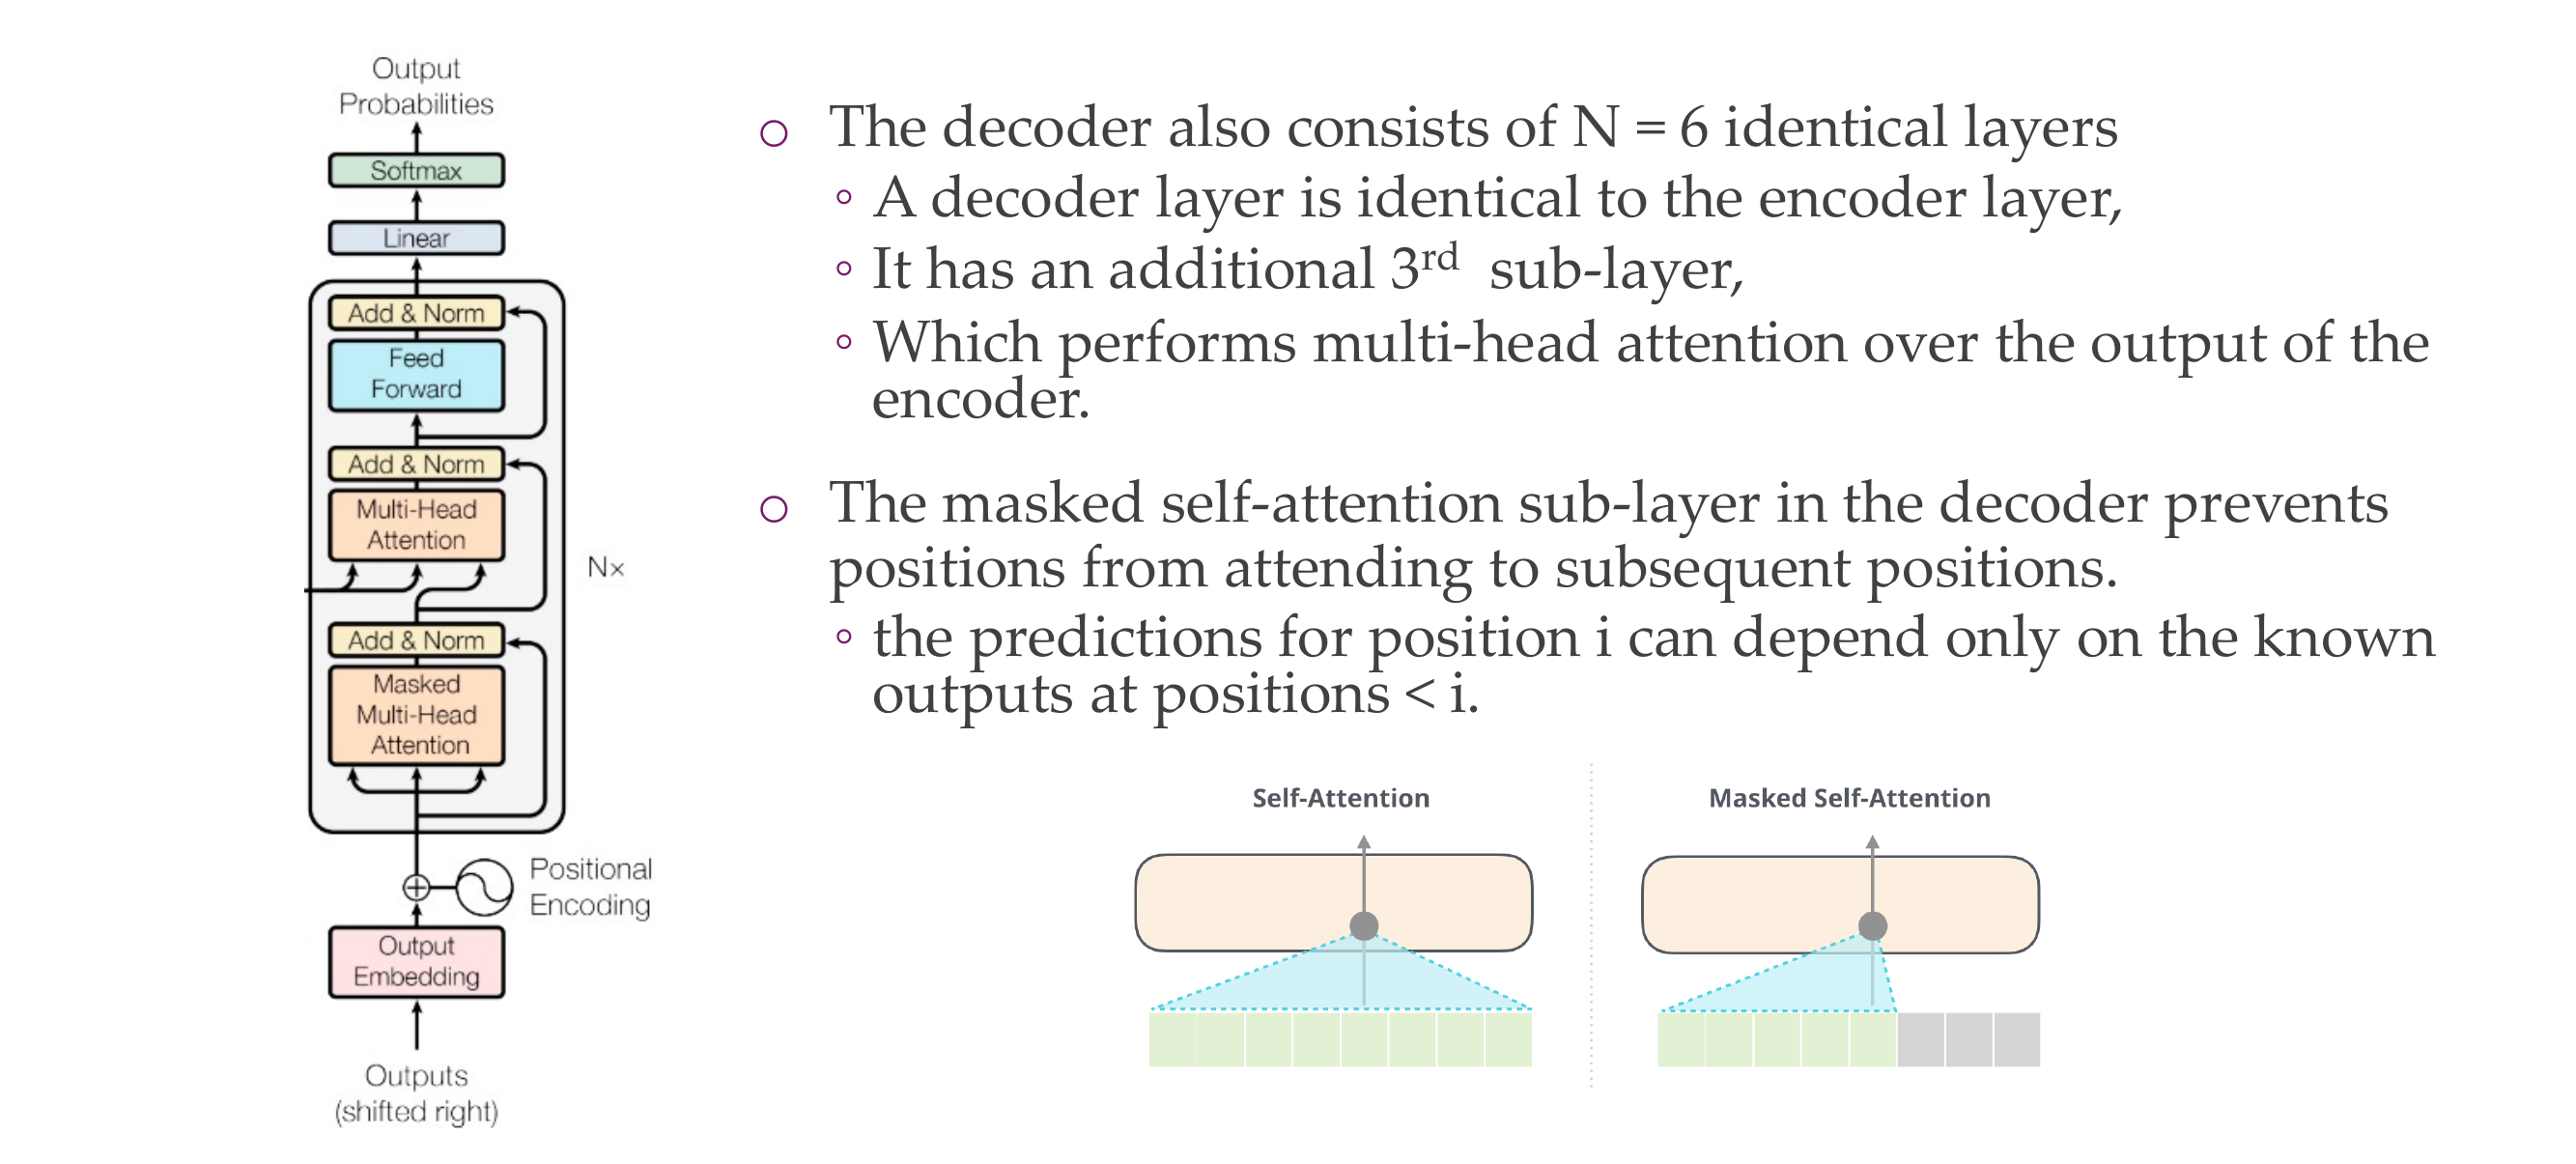 Output
Probabilities
Softmax
Linear
Add & Norm
Feed
Forward
Add & Norm
Multi-Head
Attention
N×
Add & Norm
Masked
Multi-Head
Attention
Positional
Encoding
Output
Embedding
Outputs
(shifted right)
The decoder also consists of N = 6 identical layers
A decoder layer is identical to the encoder layer,
It has an additional 3rd sub-layer,
Which performs multi-head attention over the output of the
encoder.
The masked self-attention sub-layer in the decoder prevents
positions from attending to subsequent positions.
the predictions for position i can depend only on the known
outputs at positions < i.
Self-Attention
Masked Self-Attention